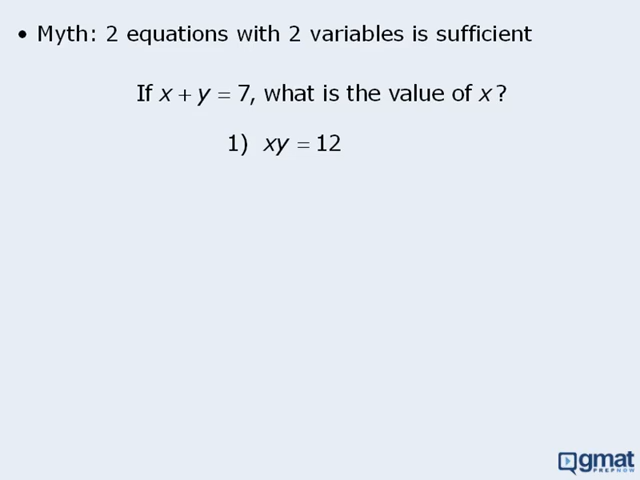 • Myth: 2 equations with 2 variables is sufficient
If x + y = 7, what is the value of x?
1) xy = 12
gmat
PREPNOW